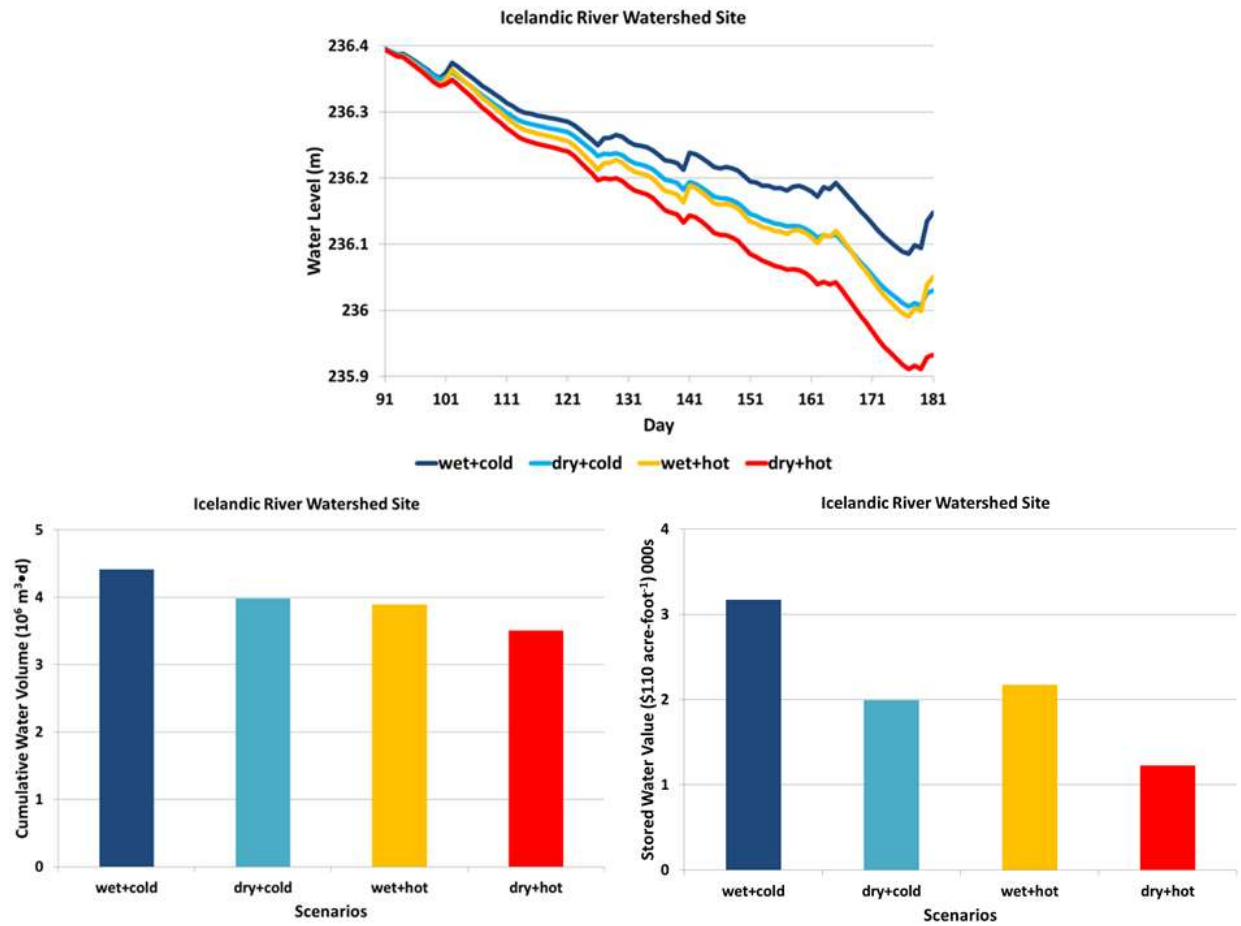 Icelandic River Watershed Site
236.4
236.3
236.2
236.1
236
235.9
Water Level (m)
91 101 111 121 131 141 151 161 171 181
Day
wet+cold dry+cold wet+hot dry+hot
Icelandic River Watershed Site
5
4
3
2
1
0
Cumulative Water Volume (10⁶ m³•d)
wet+cold dry+cold wet+hot dry+hot
Scenarios
Icelandic River Watershed Site
4
3
2
1
0
Stored Water Value ($110 acre-foot⁻¹) 000s
wet+cold dry+cold wet+hot dry+hot
Scenarios